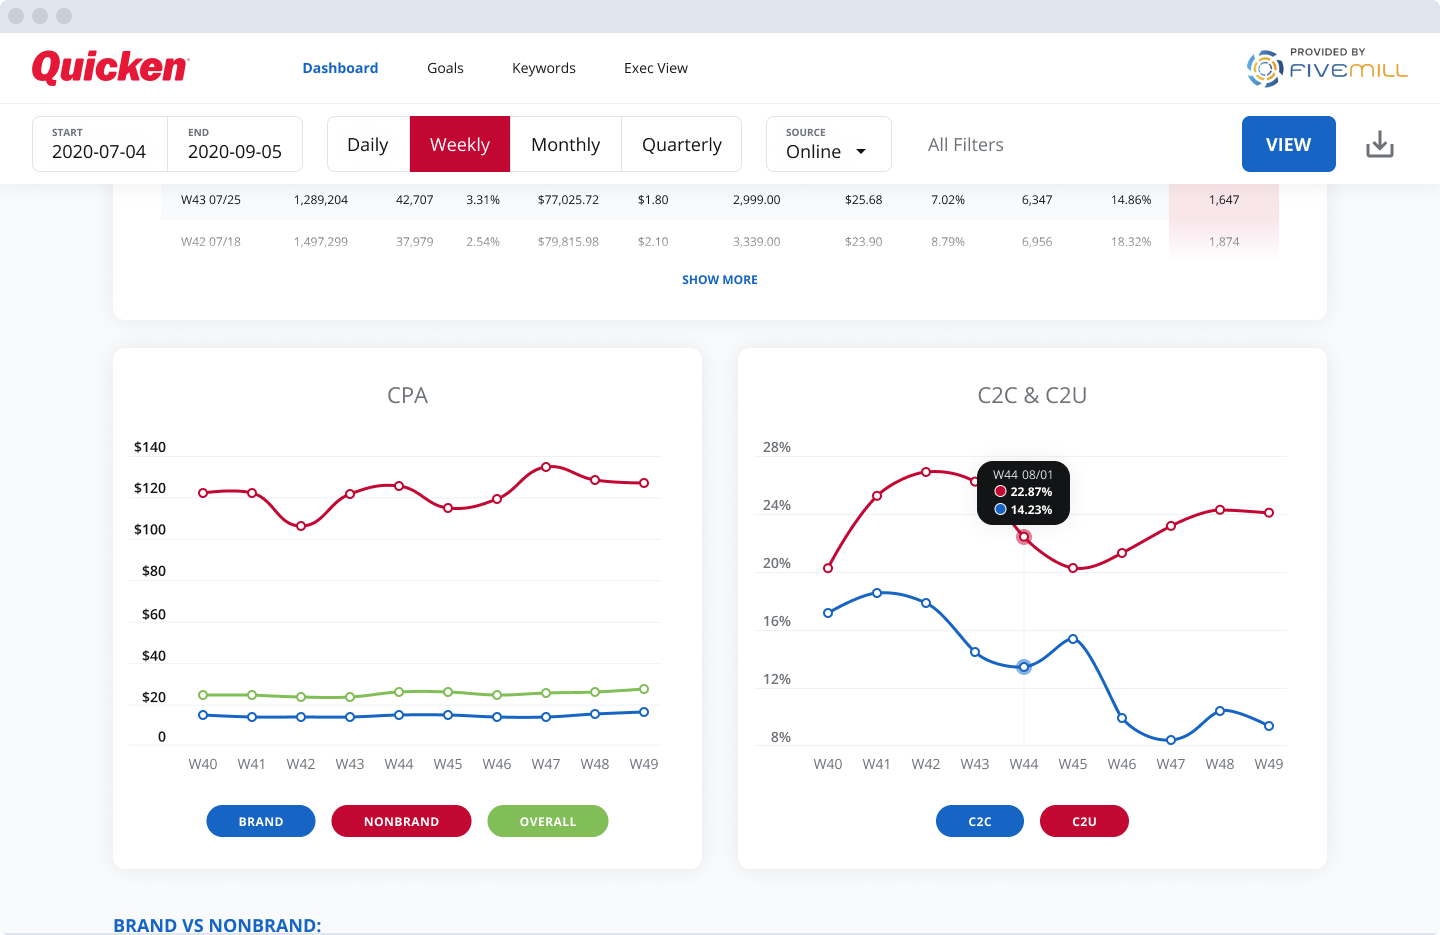 Quicken
Dashboard Goals Keywords Exec View
PROVIDED BY
FIVEMILL
START END
2020-07-04 2020-09-05
Daily Weekly Monthly Quarterly
SOURCE
Online
All Filters
VIEW
W43 07/25 1,289,204 42,707 3.31% $77,025.72 $1.80 2,999.00 $25.68 7.02% 6,347 14.86% 1,647
W42 07/18 1,497,299 37,979 2.54% $79,815.98 $2.10 3,339.00 $23.90 8.79% 6,956 18.32% 1,874
SHOW MORE
CPA
$140
$120
$100
$80
$60
$40
$20
0
W40 W41 W42 W43 W44 W45 W46 W47 W48 W49
BRAND NONBRAND OVERALL
C2C & C2U
28%
24%
20%
16%
12%
8%
W44 08/01
22.87%
14.23%
W40 W41 W42 W43 W44 W45 W46 W47 W48 W49
C2C C2U
BRAND VS NONBRAND: